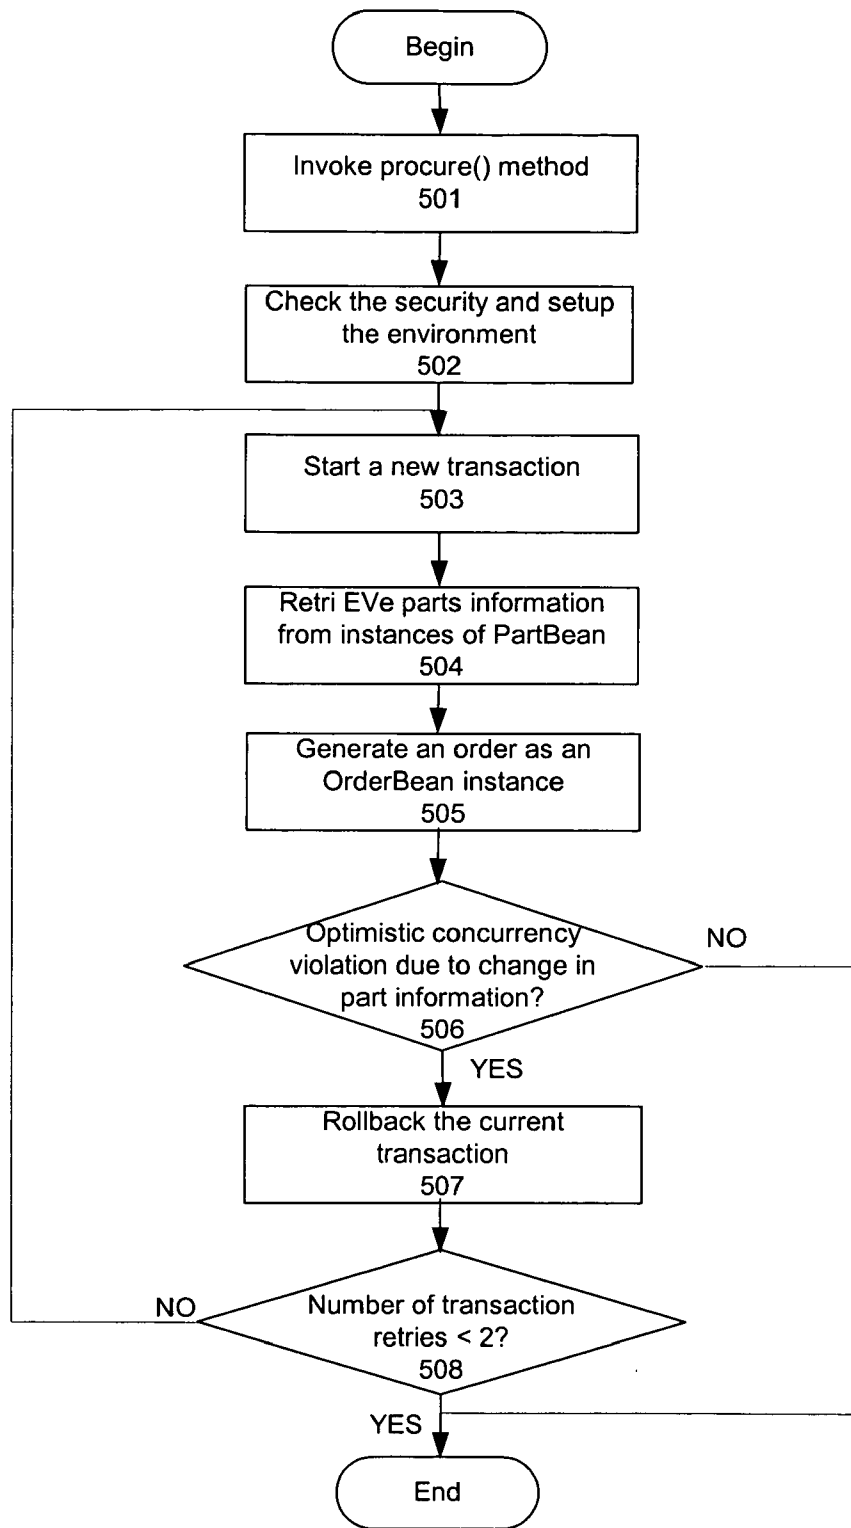 Begin
Invoke procure() method
501
Check the security and setup
the environment
502
Start a new transaction
503
Retri EVe parts information
from instances of PartBean
504
Generate an order as an
OrderBean instance
505
Optimistic concurrency
violation due to change in
part information?
506
NO
YES
Rollback the current
transaction
507
Number of transaction
retries < 2?
508
NO
YES
End